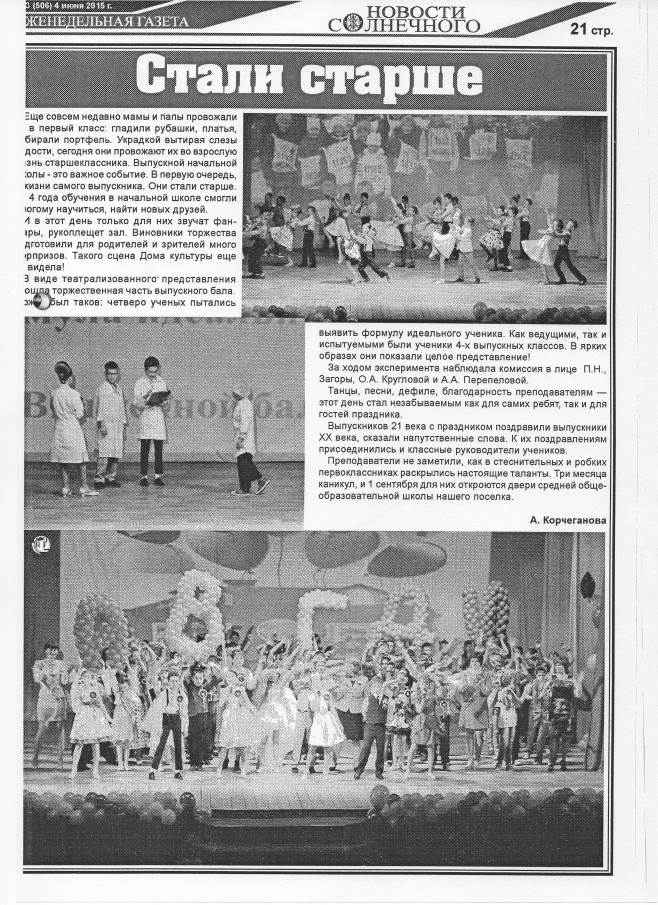 (506) 4 июня 2015 г.
ЖЕНЕДЕЛЬНАЯ ГАЗЕТА
НОВОСТИ
СОЛНЕЧНОГО
21 стр.
Стали старше
Еще совсем недавно мамы и папы провожали
в первый класс: гладили рубашки, платья,
бирали портфель. Украдкой вытирая слезы
дости, сегодня они провожают их во взрослую
знь старшеклассника. Выпускной начальной
колы - это важное событие. В первую очередь,
жизни самого выпускника. Они стали старше.
4 года обучения в начальной школе смогли
ногому научиться, найти новых друзей.
И в этот день только для них звучат фан-
ары, рукоплещет зал. Виновники торжества
дготовили для родителей и зрителей много
рпризов. Такого сцена Дома культуры еще
видела!
В виде театрализованного представления
ошла торжественная часть выпускного бала.
был таков: четверо ученых пытались
выявить формулу идеального ученика. Как ведущими, так и
испытуемыми были ученики 4-х выпускных классов. В ярких
образах они показали целое представление!
За ходом эксперимента наблюдала комиссия в лице П.Н.,
Загоры, О.А. Кругловой и А.А. Перепеловой.
Танцы, песни, дефиле, благодарность преподавателям —
этот день стал незабываемым как для самих ребят, так и для
гостей праздника.
Выпускников 21 века с праздником поздравили выпускники
XX века, сказали напутственные слова. К их поздравлениям
присоединились и классные руководители учеников.
Преподаватели не заметили, как в стеснительных и робких
первоклассниках раскрылись настоящие таланты. Три месяца
каникул, и 1 сентября для них откроются двери средней обще-
образовательной школы нашего поселка.
А. Корчеганова